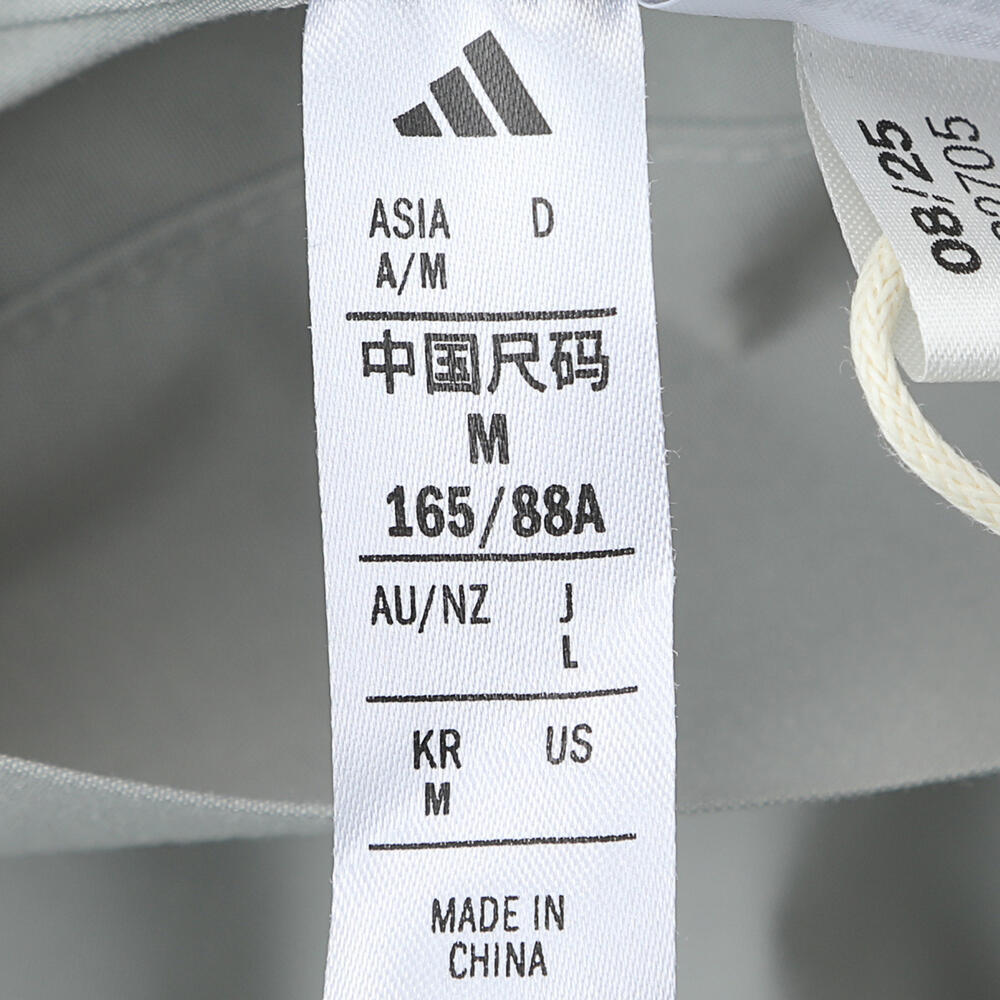 ASIA D
A/M
中国尺码
M
165/88A
AU/NZ J
L
KR US
M
MADE IN
CHINA
08/25